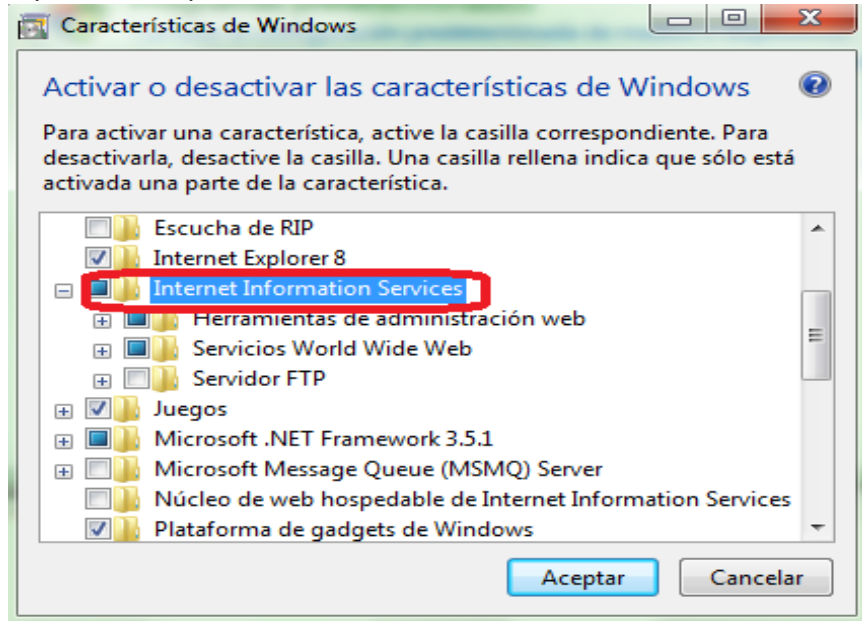 Características de Windows
Activar o desactivar las características de Windows
Para activar una característica, active la casilla correspondiente. Para
desactivarla, desactive la casilla. Una casilla rellena indica que sólo está
activada una parte de la característica.
Escucha de RIP
Internet Explorer 8
Internet Information Services
Herramientas de administración web
Servicios World Wide Web
Servidor FTP
Juegos
Microsoft .NET Framework 3.5.1
Microsoft Message Queue (MSMQ) Server
Núcleo de web hospedable de Internet Information Services
Plataforma de gadgets de Windows
Aceptar
Cancelar